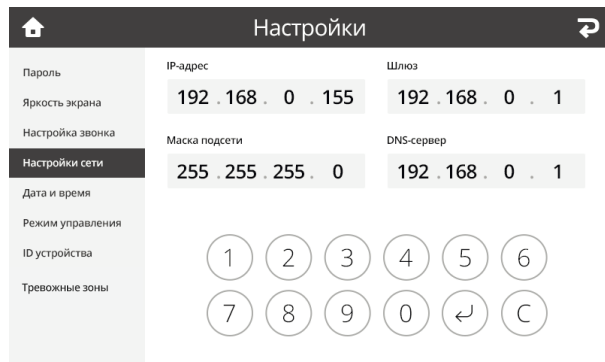 Настройки
Пароль
Яркость экрана
Настройка звонка
Настройки сети
Дата и время
Режим управления
ID устройства
Тревожные зоны
IP-адрес
192 . 168 . 0 . 155
Шлюз
192 . 168 . 0 . 1
Маска подсети
255 . 255 . 255 . 0
DNS-сервер
192 . 168 . 0 . 1
1 2 3 4 5 6
7 8 9 0 C